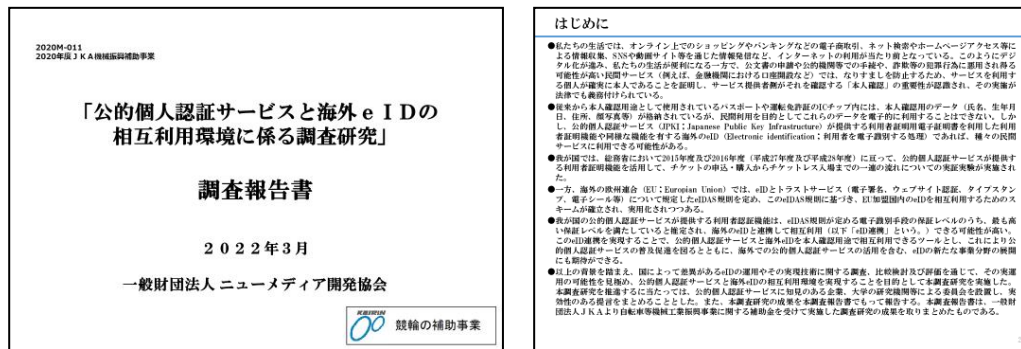 2020M-011
2020年度JKA機械振興補助事業
「公的個人認証サービスと海外eIDの
相互利用環境に係る調査研究」
調査報告書
2022年3月
一般財団法人 ニューメディア開発協会
KEIRIN
競輪の補助事業
はじめに
●私たちの生活では、オンライン上でのショッピングやバンキングなどの電子商取引、ネット検索やホームページアクセス等に
よる情報収集、SNSや動画サイト等を通じた情報発信など、インターネットの利用が当たり前となっている。このようにデジ
タル化が進み、私たちの生活が便利になる一方で、公文書の申請や公的機関等での手続や、詐欺等の犯罪行為に悪用される
可能性が高い民間サービス（例えば、金融機関における口座開設など）では、なりすましを防止するため、サービスを利用す
る個人が確実に本人であることを証明し、サービス提供者側がそれを確認する「本人確認」の重要性が認識され、その実施が
法律でも義務付けられている。
●従来から本人確認用として使用されているパスポートや運転免許証のICチップ内には、本人確認用のデータ（氏名、生年月
日、住所、顔写真等）が格納されているが、民間利用を目的としてこれらのデータを電子的に利用することはできない。しか
し、公的個人認証サービス（JPKI：Japanese Public Key Infrastructure）が提供する利用者証明用電子証明書を利用した利用
者証明機能や同様な機能を有する海外のeID（Electronic identification：利用者を電子識別する処理）であれば、種々の民間
サービスに利用できる可能性がある。
●我が国では、総務省において2015年度及び2016年度（平成27年度及び平成28年度）に亘って、公的個人認証サービスが提供す
る利用者証明機能を活用して、チケットの申込・購入からチケットレス入場までの一連の流れについての実証実験が実施され
た。
●一方、海外の欧州連合（EU：Europian Union）では、eIDとトラストサービス（電子署名、ウェブサイト認証、タイムスタン
プ、電子シール等）について規定したeIDAS規則を定め、このeIDAS規則に基づき、EU加盟国内のeIDを相互利用するためのス
キームが確立され、実用化されつつある。
●我が国の公的個人認証サービスが提供する利用者認証機能は、eIDAS規則が定める電子識別手段の保証レベルのうち、最も高
い保証レベルを満たしていると推定され、海外のeIDと連携して相互利用（以下「eID連携」という。）できる可能性が高い。
このeID連携を実現することで、公的個人認証サービスと海外eIDを本人確認用途で相互利用できるツールとし、これにより公
的個人認証サービスの普及促進を図るとともに、海外での公的個人認証サービスの活用を含む、eIDの新たな事業分野の展開
にも期待ができる。
●以上の背景を踏まえ、国によって差異があるeIDの運用やその実現技術に関する調査、比較検討及び評価を通じて、その実運
用の可能性を見極め、公的個人認証サービスと海外eIDの相互利用環境を実現することを目的として本調査研究を実施した。
本調査研究を推進するに当たっては、公的個人認証サービスに知見のある企業、大学の研究機関等による委員会を設置し、実
効性のある提言をまとめることとした。また、本調査研究の成果を本調査報告書でもって報告する。本調査報告書は、一般財
団法人JKAより自転車等機械工業振興事業に関する補助金を受けて実施した調査研究の成果を取りまとめたものである。